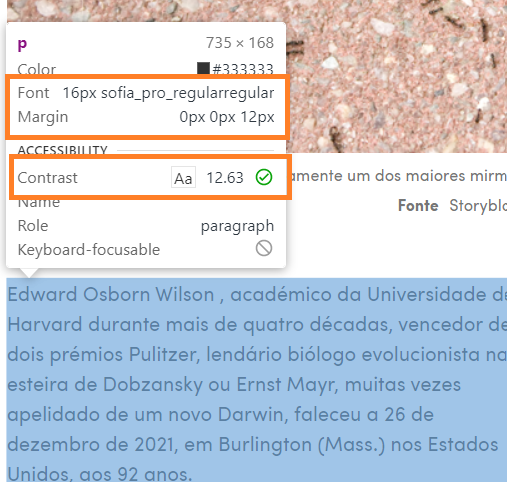 p 735 × 168
Color #333333
Font 16px sofia_pro_regularregular
Margin 0px 0px 12px
ACCESSIBILITY
Contrast Aa 12.63
Name
Role paragraph
Keyboard-focusable
amente um dos maiores mirm
Fonte Storyblo
Edward Osborn Wilson , académico da Universidade de
Harvard durante mais de quatro décadas, vencedor de
dois prémios Pulitzer, lendário biólogo evolucionista na
esteira de Dobzansky ou Ernst Mayr, muitas vezes
apelidado de um novo Darwin, faleceu a 26 de
dezembro de 2021, em Burlington (Mass.) nos Estados
Unidos, aos 92 anos.